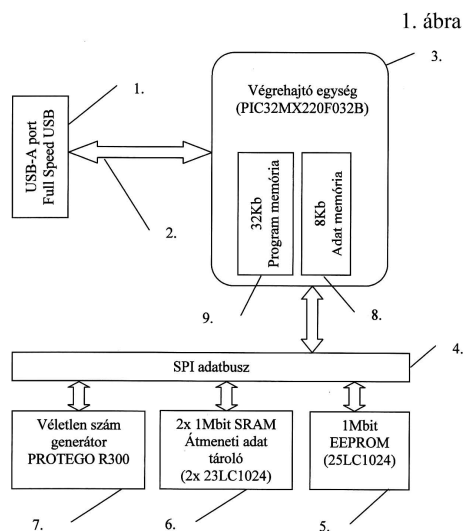 1. ábra
3.
Végrehajtó egység
(PIC32MX220F032B)
1.
USB-A port
Full Speed USB
2.
32Kb
Program memória
8Kb
Adat memória
9.
8.
4.
SPI adatbusz
Véletlen szám
generátor
PROTEGO R300
2x 1Mbit SRAM
Átmeneti adat
tároló
(2x 23LC1024)
1Mbit
EEPROM
(25LC1024)
7.
6.
5.